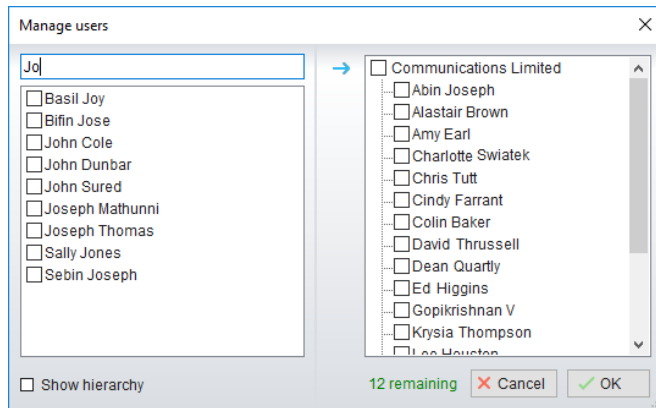 Manage users
Jo
Basil Joy
Bifin Jose
John Cole
John Dunbar
John Sured
Joseph Mathunni
Joseph Thomas
Sally Jones
Sebin Joseph
Show hierarchy
Communications Limited
Abin Joseph
Alastair Brown
Amy Earl
Charlotte Swiatek
Chris Tutt
Cindy Farrant
Colin Baker
David Thrussell
Dean Quartly
Ed Higgins
Gopikrishnan V
Krysia Thompson
12 remaining
Cancel
OK